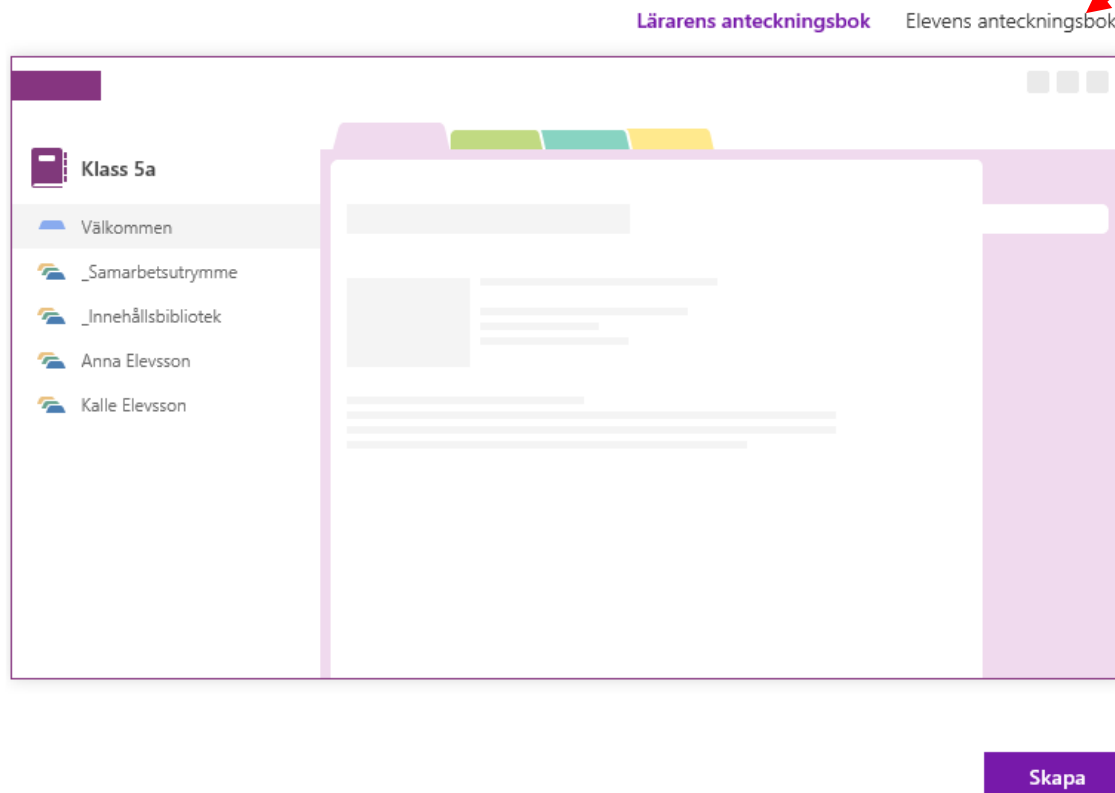 Lärarens anteckningsbok Elevens anteckningsbok
Klass 5a
Välkommen
_Samarbetsutrymme
_Innehållsbibliotek
Anna Elevsson
Kalle Elevsson
Skapa